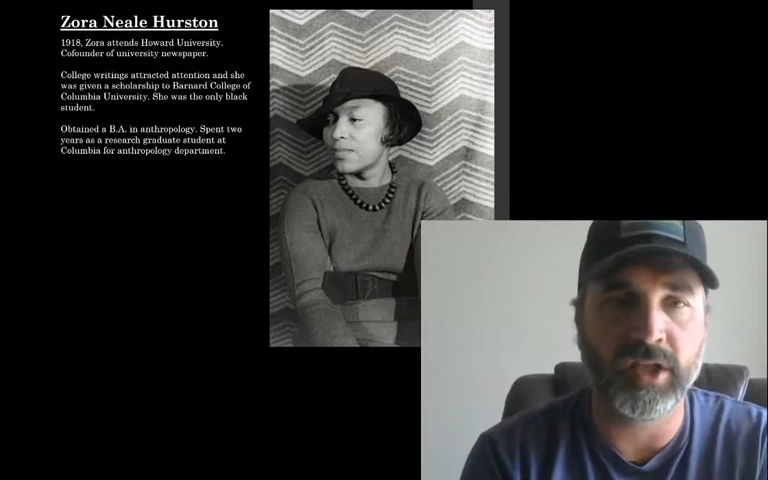 Zora Neale Hurston
1918, Zora attends Howard University.
Cofounder of university newspaper.
College writings attracted attention and she
was given a scholarship to Barnard College of
Columbia University. She was the only black
student.
Obtained a B.A. in anthropology. Spent two
years as a research graduate student at
Columbia for anthropology department.